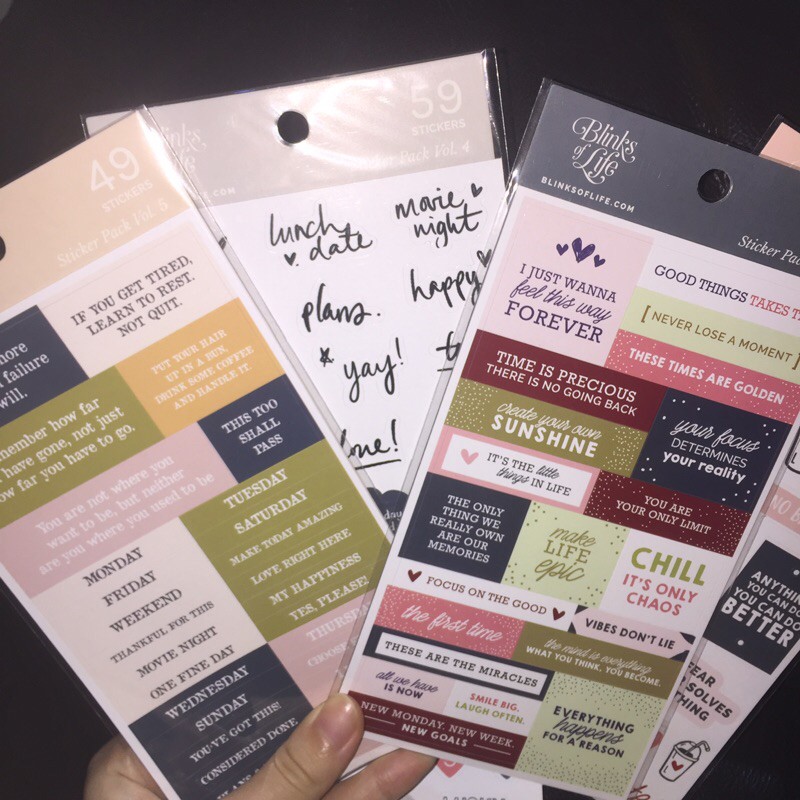 49
STICKERS
Sticker Pack Vol. 5
IF YOU GET TIRED,
LEARN TO REST.
NOT QUIT.
more
failure
will.
PUT YOUR HAIR
UP IN A BUN,
DRINK SOME COFFEE
AND HANDLE IT.
member how far
have gone, not just
how far you have to go.
THIS TOO
SHALL
PASS
You are not where you
want to be, but neither
are you where you used to be
TUESDAY
SATURDAY
MAKE TODAY AMAZING
LOVE RIGHT HERE
MY HAPPINESS
YES, PLEASE!
MONDAY
FRIDAY
WEEKEND
THANKFUL FOR THIS
MOVIE NIGHT
ONE FINE DAY
THURSD
CHOOSE
WEDNESDAY
SUNDAY
YOU'VE GOT THIS!
CONSIDERED DONE
Blinks
Life
.COM
59
STICKERS
ker Pack Vol. 4
lunch
date
movie
night
plans.
happy
yay!
Blinks
of
Life
BLINKSOFLIFE.COM
Sticker Pac
I JUST WANNA
feel this way
FOREVER
GOOD THINGS TAKES T
[ NEVER LOSE A MOMENT ]
THESE TIMES ARE GOLDEN
TIME IS PRECIOUS
THERE IS NO GOING BACK
create your own
SUNSHINE
your focus
DETERMINES
your reality
IT'S THE little
things IN LIFE
YOU ARE
YOUR ONLY LIMIT
THE ONLY
THING WE
REALLY OWN
ARE OUR
MEMORIES
make
LIFE
epic
CHILL
IT'S ONLY
CHAOS
FOCUS ON THE GOOD
VIBES DON'T LIE
the first time
the mind is everything
WHAT YOU THINK, YOU BECOME.
THESE ARE THE MIRACLES
all we have
IS NOW
SMILE BIG.
LAUGH OFTEN.
EVERYTHING
happens
FOR A REASON
NEW MONDAY. NEW WEEK.
NEW GOALS
ANYTHING
YOU CAN DO
YOU CAN DO
BETTER